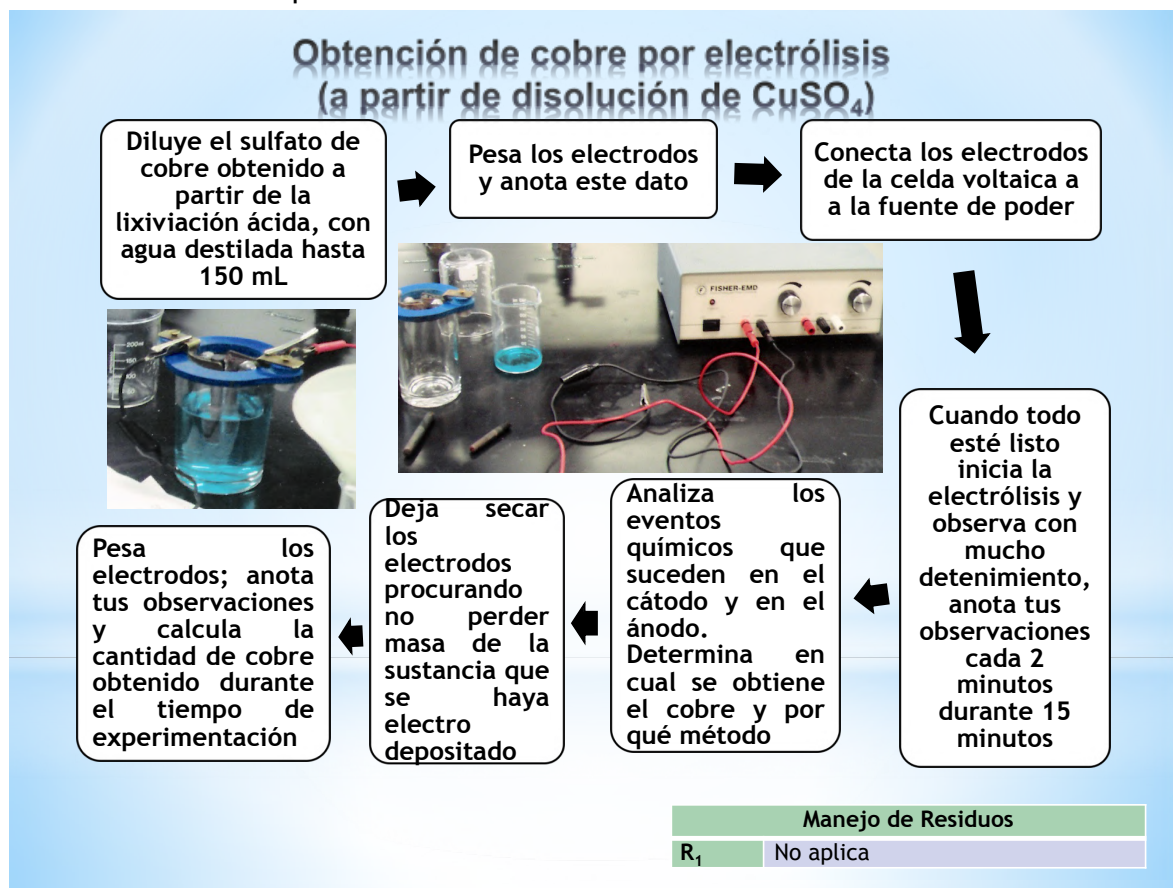 Obtención de cobre por electrólisis
(a partir de disolución de CuSO₄)
Diluye el sulfato de
cobre obtenido a
partir de la
lixiviación ácida, con
agua destilada hasta
150 mL
Pesa los electrodos
y anota este dato
Conecta los electrodos
de la celda voltaica a
a la fuente de poder
FISHER-EMD
Cuando todo
esté listo
inicia la
electrólisis y
observa con
mucho
detenimiento,
anota tus
observaciones
cada 2
minutos
durante 15
minutos
Analiza los
eventos
químicos que
suceden en el
cátodo y en el
ánodo.
Determina en
cual se obtiene
el cobre y por
qué método
Deja secar
los
electrodos
procurando
no perder
masa de la
sustancia que
se haya
electro
depositado
Pesa los
electrodos; anota
tus observaciones
y calcula la
cantidad de cobre
obtenido durante
el tiempo de
experimentación
Manejo de Residuos
R₁ No aplica